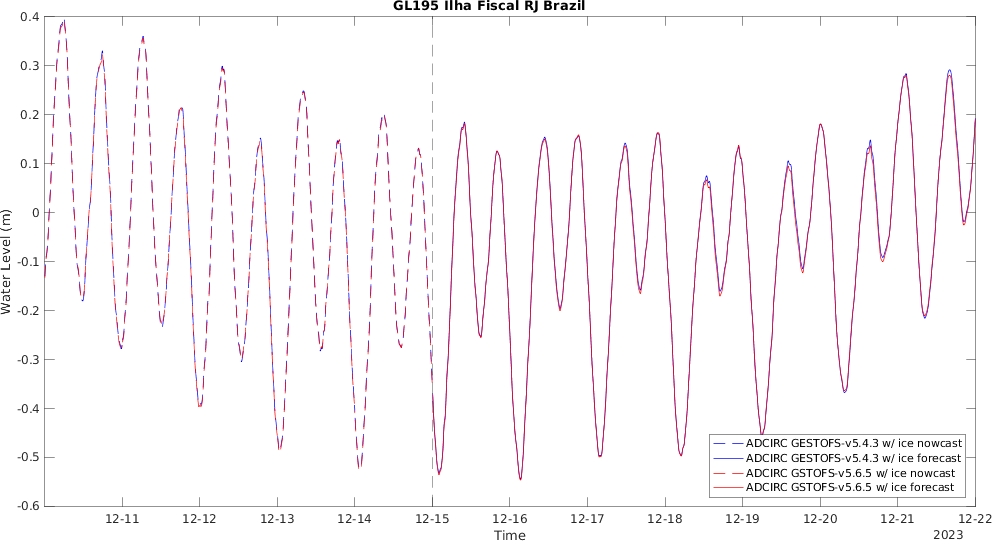 GL195 Ilha Fiscal RJ Brazil
0.4
0.3
0.2
0.1
0
-0.1
-0.2
-0.3
-0.4
-0.5
-0.6
Water Level (m)
ADCIRC GESTOFS-v5.4.3 w/ ice nowcast
ADCIRC GESTOFS-v5.4.3 w/ ice forecast
ADCIRC GSTOFS-v5.6.5 w/ ice nowcast
ADCIRC GSTOFS-v5.6.5 w/ ice forecast
12-11 12-12 12-13 12-14 12-15 12-16 12-17 12-18 12-19 12-20 12-21 12-22
Time
2023